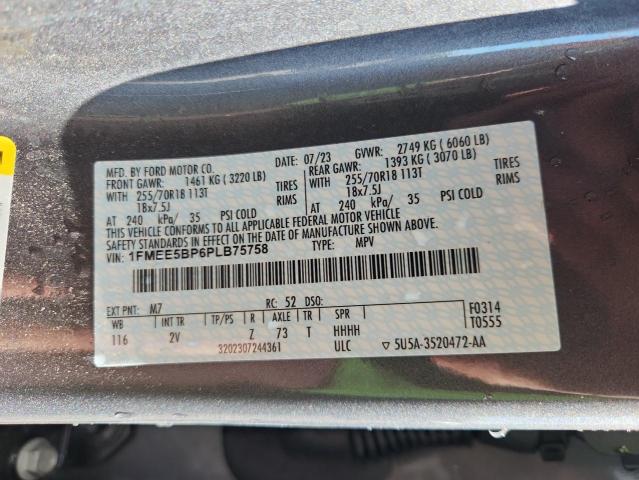 MFD. BY FORD MOTOR CO. 07/23 GVWR: 2749 KG ( 6060 LB)
FRONT GAWR: 1461 KG ( 3220 LB) REAR GAWR: 1393 KG ( 3070 LB)
WITH 255/70R18 113T TIRES WITH 255/70R18 113T TIRES
18x7.5J RIMS 18x7.5J RIMS
AT 240 kPa/ 35 PSI COLD AT 240 kPa/ 35 PSI COLD
THIS VEHICLE CONFORMS TO ALL APPLICABLE FEDERAL MOTOR VEHICLE
SAFETY STANDARDS IN EFFECT ON THE DATE OF MANUFACTURE SHOWN ABOVE.
VIN: 1FMEE5BP6PLB75758 TYPE: MPV
EXT PNT: M7 RC: 52 DSO: F0314
WB INT TR TP/PS R AXLE TR SPR T0555
116 2V Z 73 T HHHH
3202307244361 ULC ▽ 5U5A-3520472-AA